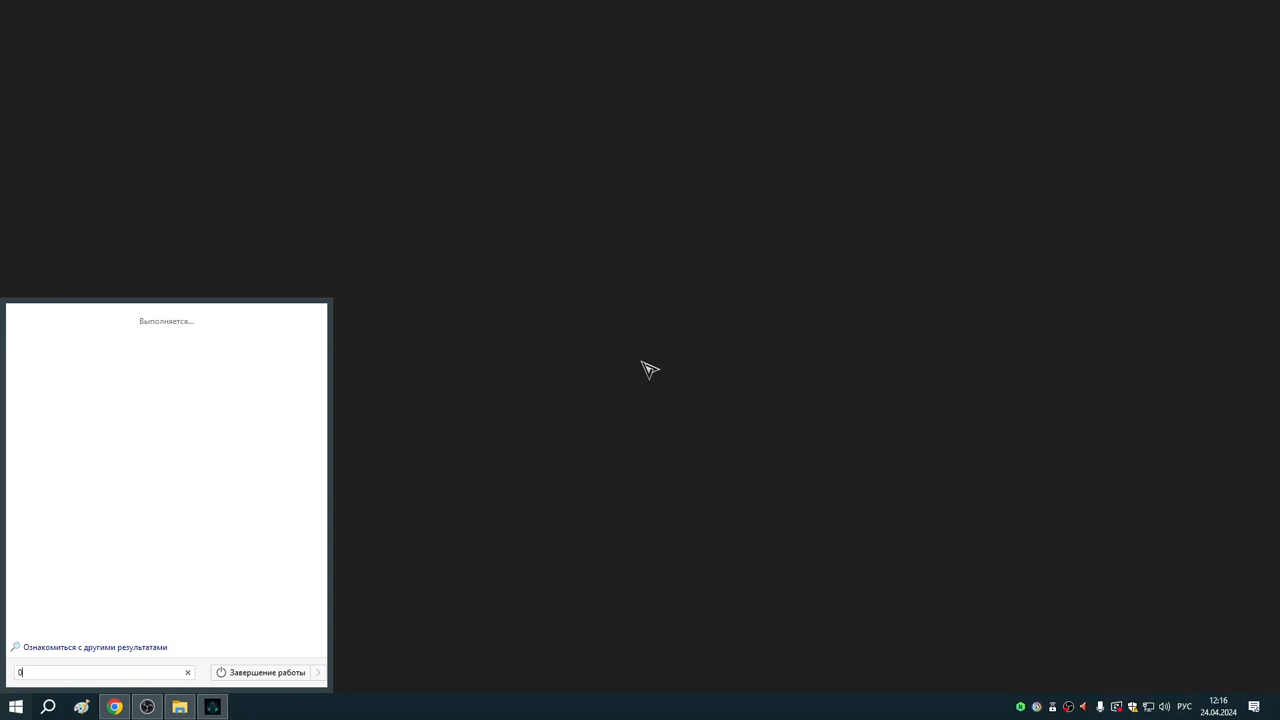 Выполняется...
Ознакомиться с другими результатами
0
Завершение работы
РУС
12:16
24.04.2024